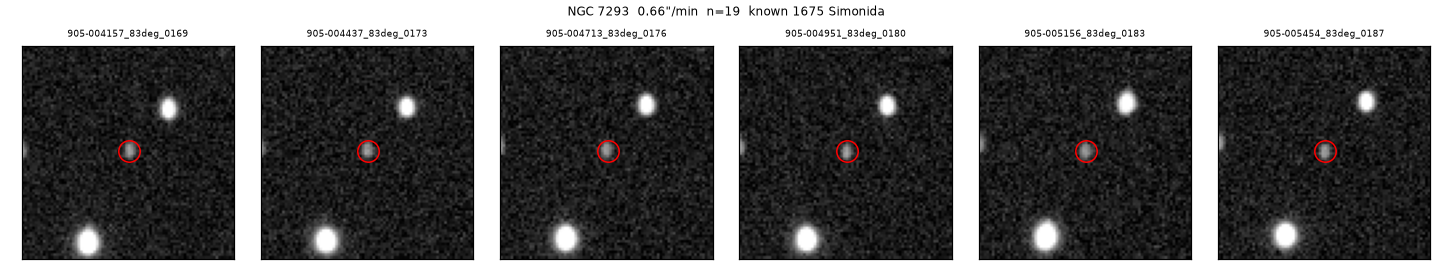 NGC 7293 0.66"/min n=19 known 1675 Simonida
905-004157_83deg_0169
905-004437_83deg_0173
905-004713_83deg_0176
905-004951_83deg_0180
905-005156_83deg_0183
905-005454_83deg_0187